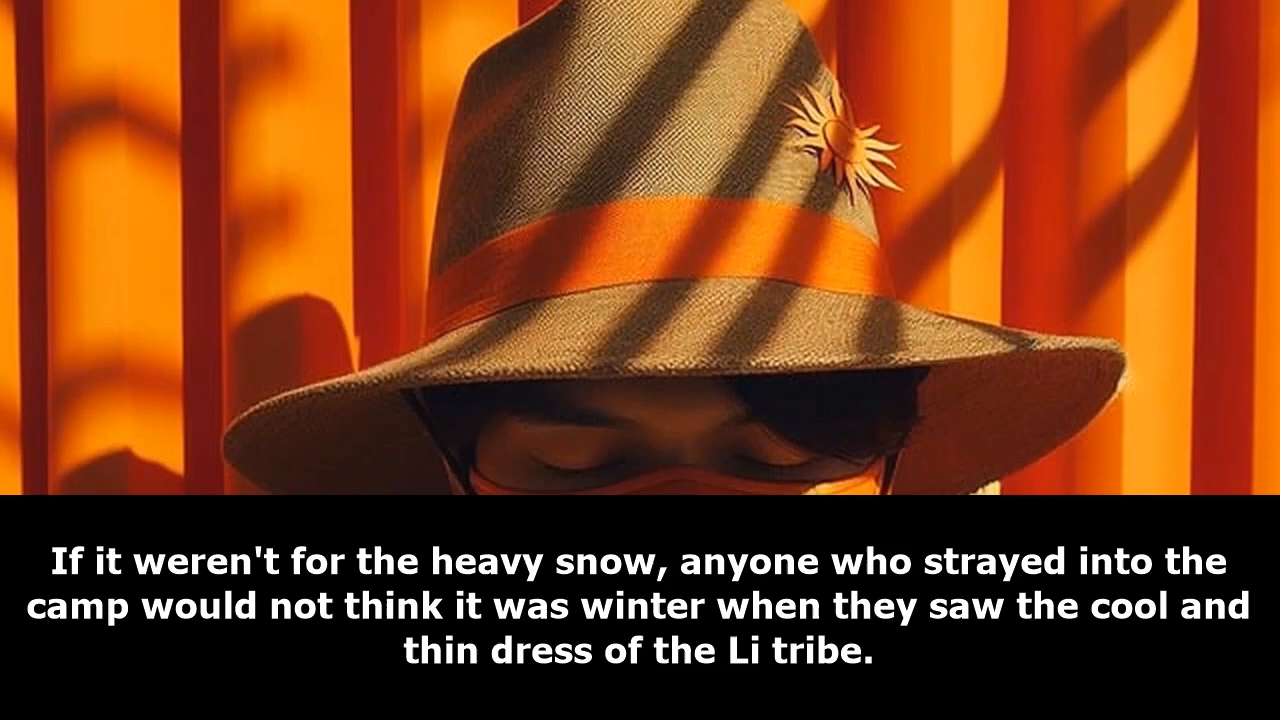 If it weren't for the heavy snow, anyone who strayed into the
camp would not think it was winter when they saw the cool and
thin dress of the Li tribe.